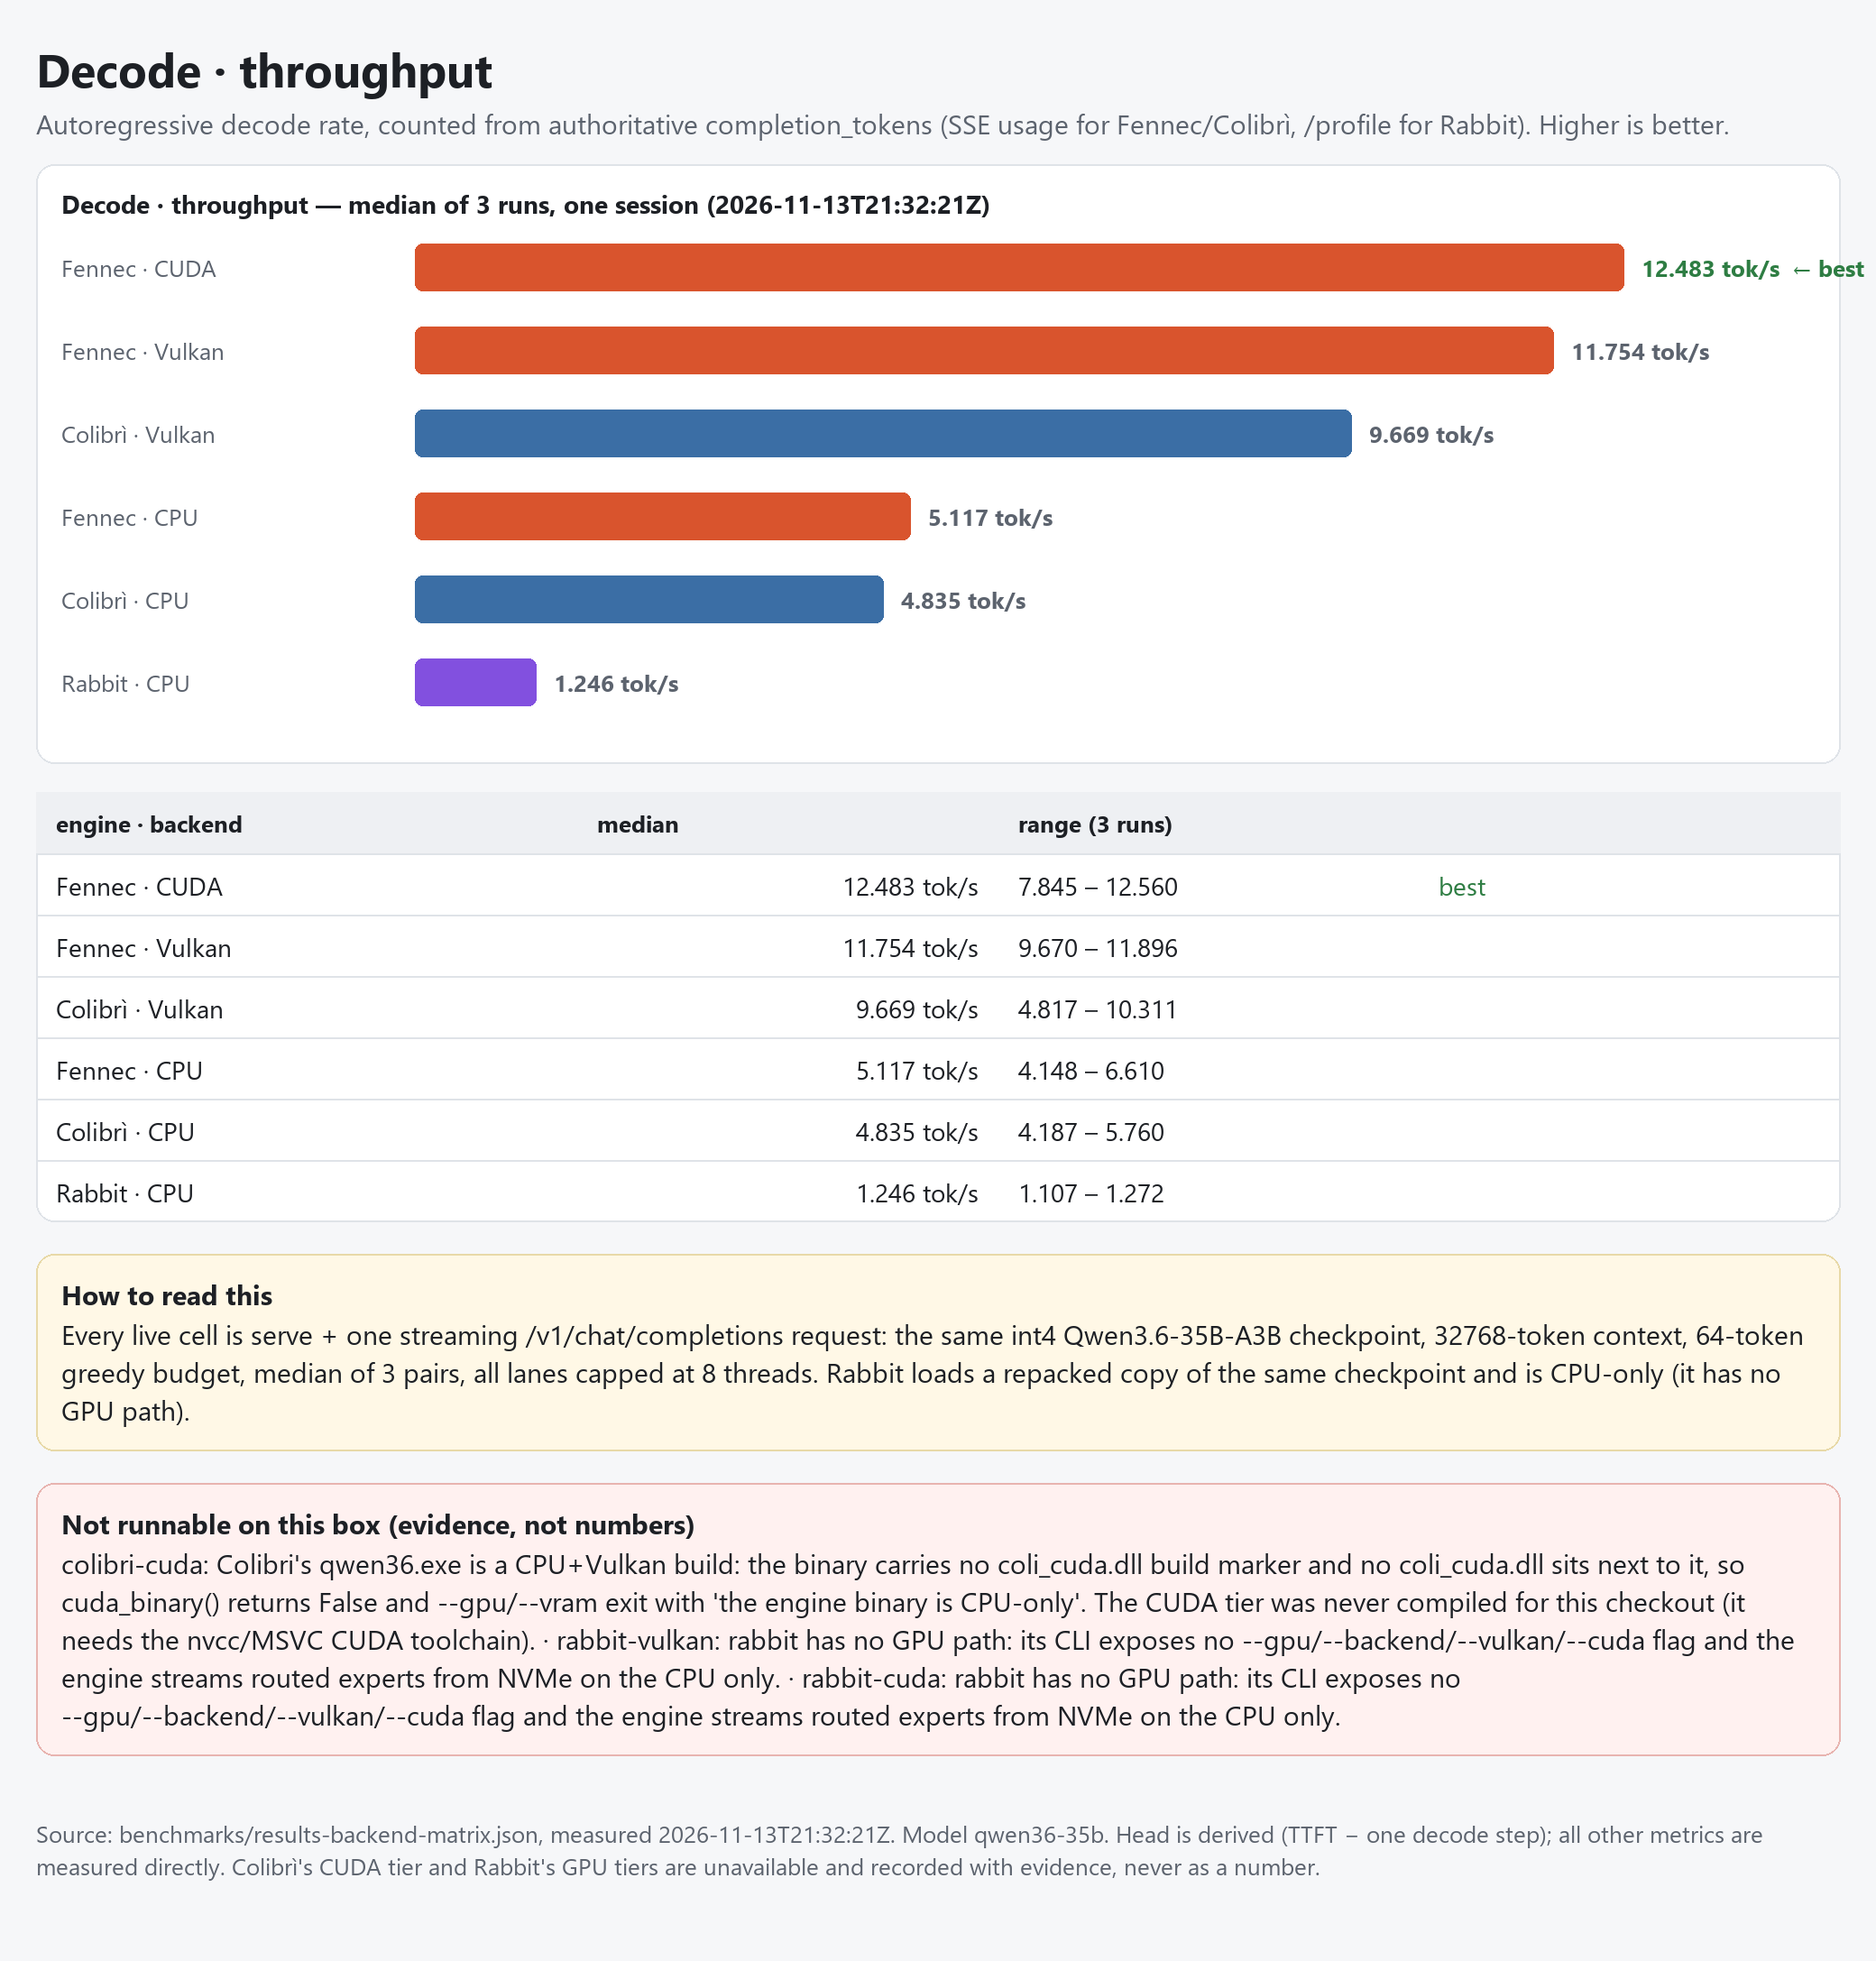 Decode · throughput
Autoregressive decode rate, counted from authoritative completion_tokens (SSE usage for Fennec/Colibrì, /profile for Rabbit). Higher is better.
Decode · throughput — median of 3 runs, one session (2026-11-13T21:32:21Z)
Fennec · CUDA 12.483 tok/s ← best
Fennec · Vulkan 11.754 tok/s
Colibrì · Vulkan 9.669 tok/s
Fennec · CPU 5.117 tok/s
Colibrì · CPU 4.835 tok/s
Rabbit · CPU 1.246 tok/s
engine · backend median range (3 runs)
Fennec · CUDA 12.483 tok/s 7.845 – 12.560 best
Fennec · Vulkan 11.754 tok/s 9.670 – 11.896
Colibrì · Vulkan 9.669 tok/s 4.817 – 10.311
Fennec · CPU 5.117 tok/s 4.148 – 6.610
Colibrì · CPU 4.835 tok/s 4.187 – 5.760
Rabbit · CPU 1.246 tok/s 1.107 – 1.272
How to read this
Every live cell is serve + one streaming /v1/chat/completions request: the same int4 Qwen3.6-35B-A3B checkpoint, 32768-token context, 64-token
greedy budget, median of 3 pairs, all lanes capped at 8 threads. Rabbit loads a repacked copy of the same checkpoint and is CPU-only (it has no
GPU path).
Not runnable on this box (evidence, not numbers)
colibri-cuda: Colibri's qwen36.exe is a CPU+Vulkan build: the binary carries no coli_cuda.dll build marker and no coli_cuda.dll sits next to it, so
cuda_binary() returns False and --gpu/--vram exit with 'the engine binary is CPU-only'. The CUDA tier was never compiled for this checkout (it
needs the nvcc/MSVC CUDA toolchain). · rabbit-vulkan: rabbit has no GPU path: its CLI exposes no --gpu/--backend/--vulkan/--cuda flag and the
engine streams routed experts from NVMe on the CPU only. · rabbit-cuda: rabbit has no GPU path: its CLI exposes no
--gpu/--backend/--vulkan/--cuda flag and the engine streams routed experts from NVMe on the CPU only.
Source: benchmarks/results-backend-matrix.json, measured 2026-11-13T21:32:21Z. Model qwen36-35b. Head is derived (TTFT − one decode step); all other metrics are
measured directly. Colibrì's CUDA tier and Rabbit's GPU tiers are unavailable and recorded with evidence, never as a number.